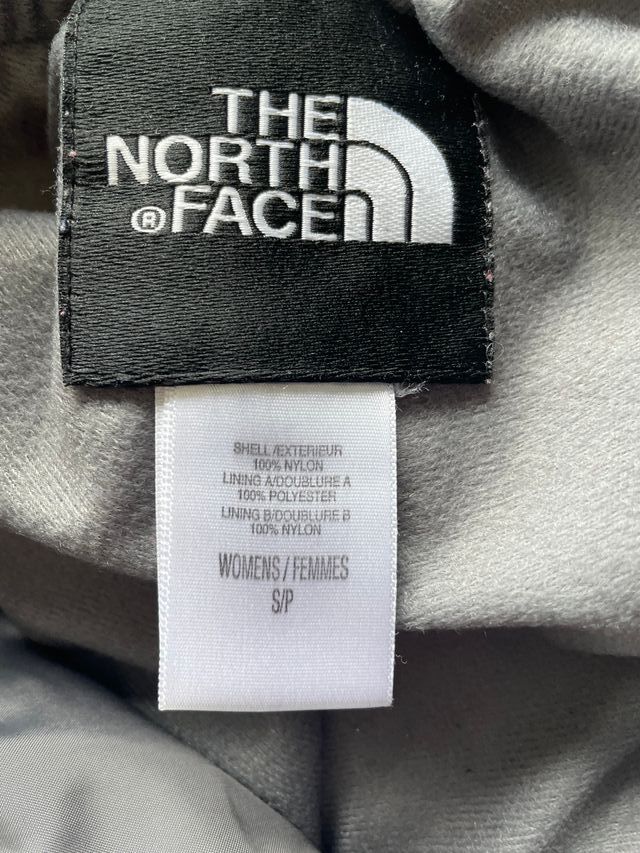 THE
NORTH
® FACE
SHELL/EXTERIEUR
100% NYLON
LINING A/DOUBLURE A
100% POLYESTER
LINING B/DOUBLURE B
100% NYLON
WOMENS/FEMMES
S/P